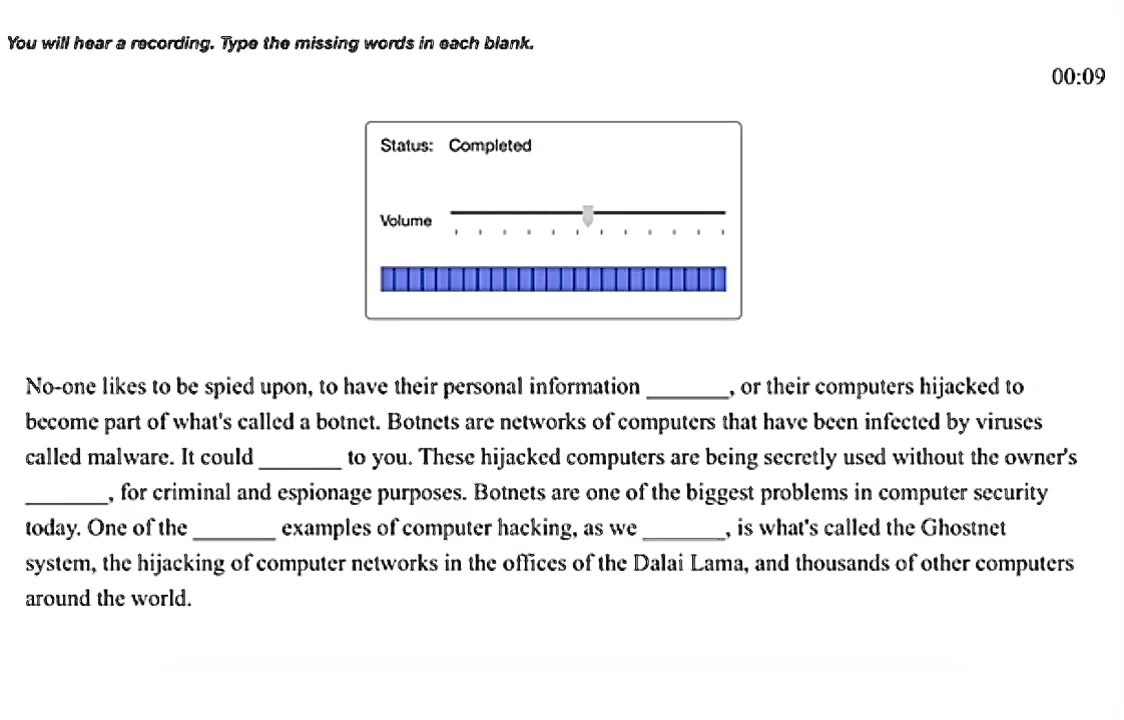 You will hear a recording. Type the missing words in each blank.
00:09
Status: Completed
Volume
No-one likes to be spied upon, to have their personal information ________, or their computers hijacked to
become part of what's called a botnet. Botnets are networks of computers that have been infected by viruses
called malware. It could ________ to you. These hijacked computers are being secretly used without the owner's
________, for criminal and espionage purposes. Botnets are one of the biggest problems in computer security
today. One of the ________ examples of computer hacking, as we ________, is what's called the Ghostnet
system, the hijacking of computer networks in the offices of the Dalai Lama, and thousands of other computers
around the world.